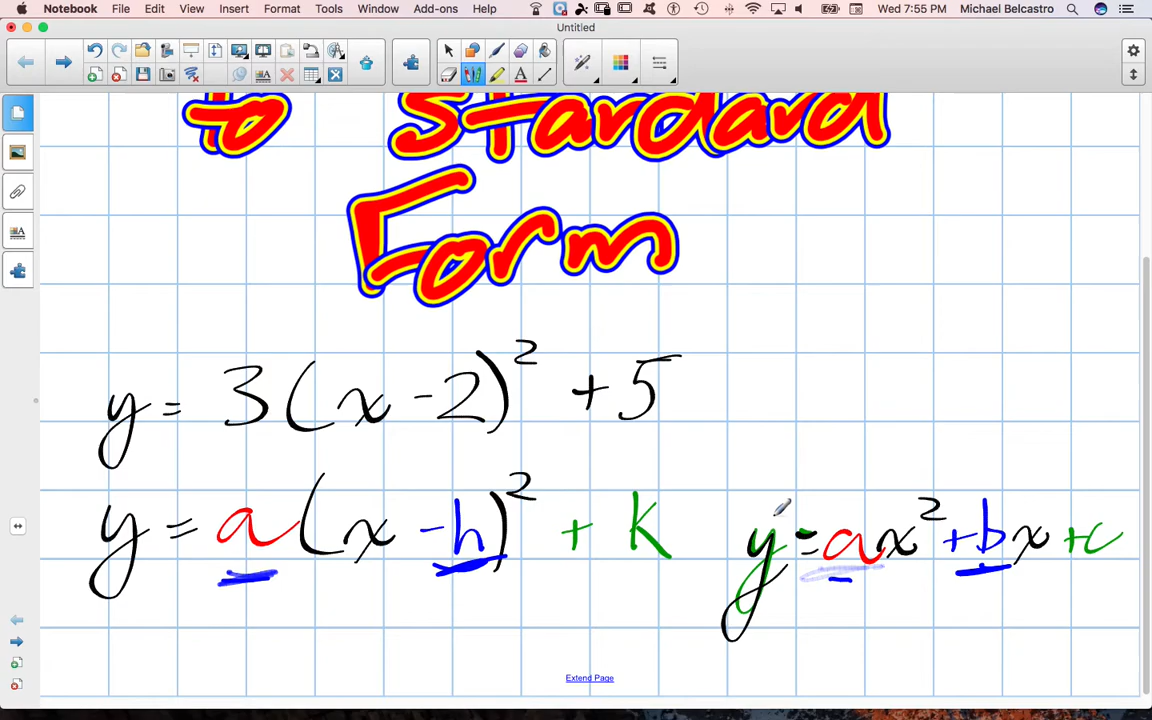 Notebook File Edit View Insert Format Tools Add-ons Window Help Wed 7:55 PM Michael Belcastro
Untitled
to Standard
Form
y = 3(x-2)² + 5
y = a(x-h)² + k
y = ax² + bx + c
Extend Page